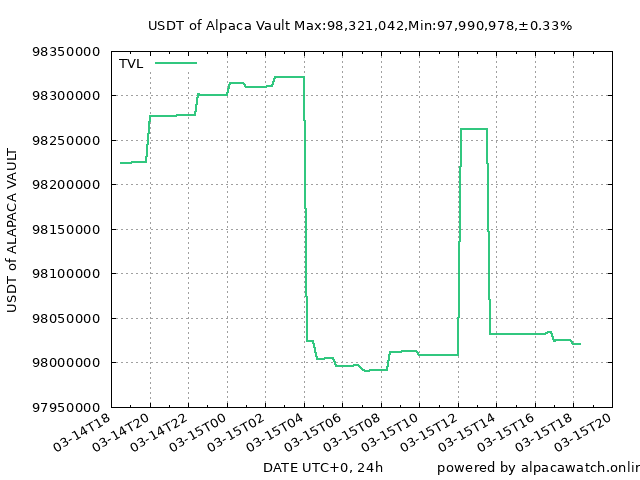 USDT of Alpaca Vault Max:98,321,042,Min:97,990,978,±0.33%
TVL
98350000
98300000
98250000
98200000
98150000
98100000
98050000
98000000
97950000
USDT of ALAPACA VAULT
03-14T18
03-14T20
03-14T22
03-15T00
03-15T02
03-15T04
03-15T06
03-15T08
03-15T10
03-15T12
03-15T14
03-15T16
03-15T18
03-15T20
DATE UTC+0, 24h
powered by alpacawatch.onlin